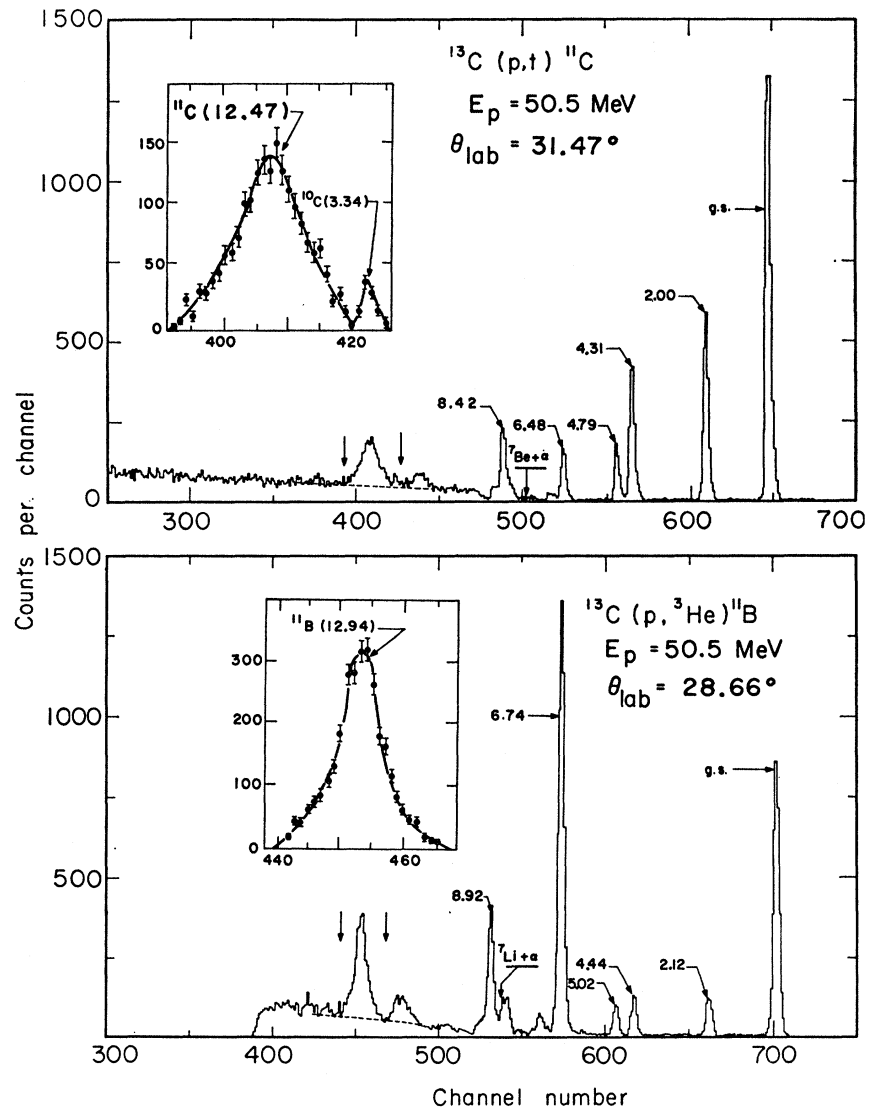 1500
¹³C (p,t) ¹¹C
E_p = 50.5 MeV
θ_lab = 31.47°
¹¹C (12.47)
150
¹⁰C(3.34)
100
50
0
400
410
420
1000
g.s.
2.00
4.31
500
8.42
6.48
4.79
⁷Be+α
0
300
400
500
600
700
Counts per. channel
1500
¹³C (p, ³He)¹¹B
E_p = 50.5 MeV
θ_lab = 28.66°
¹¹B (12.94)
300
200
100
0
440
460
1000
6.74
g.s.
500
8.92
⁷Li+α
4.44
5.02
2.12
300
400
500
600
700
Channel number